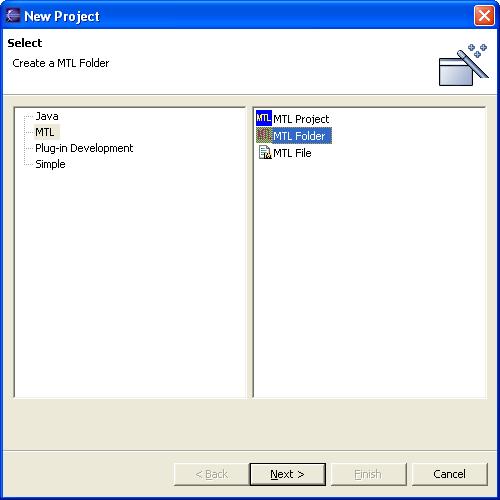 New Project
Select
Create a MTL Folder
Java
MTL
Plug-in Development
Simple
MTL MTL Project
MTL Folder
MTL File
< Back
Next >
Finish
Cancel